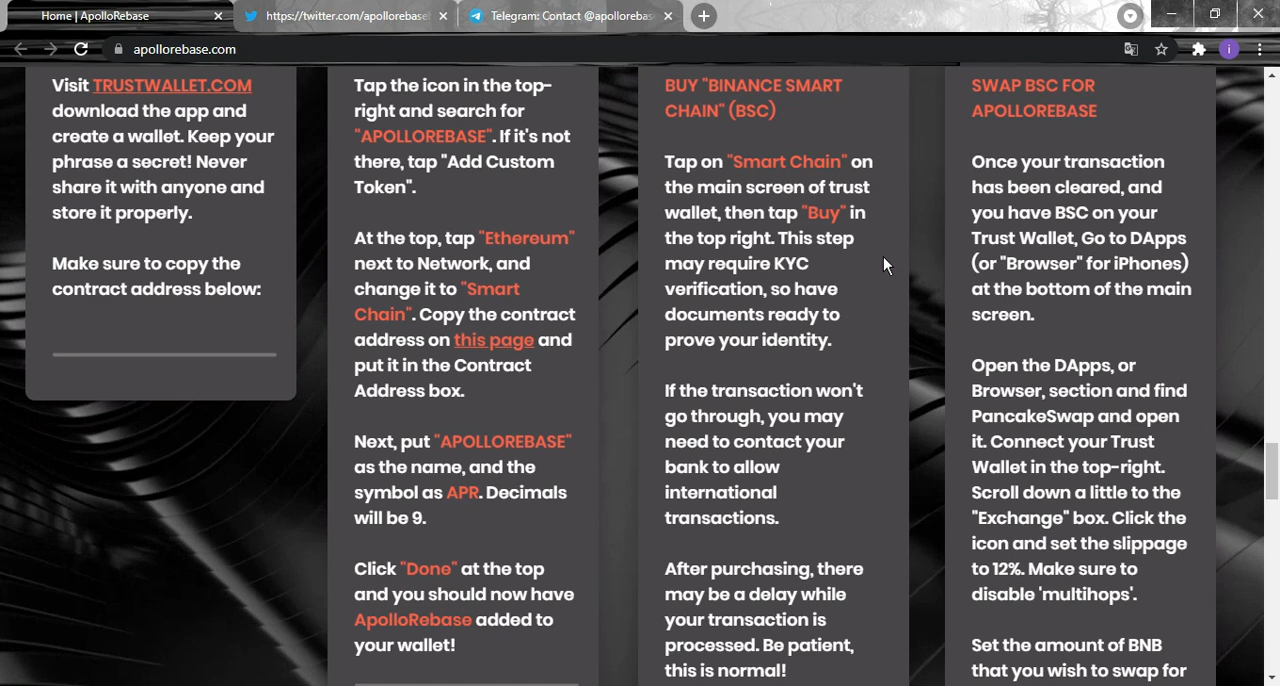 Home | ApolloRebase
https://twitter.com/apollorebase
Telegram: Contact @apollorebas
apollorebase.com
i
Visit TRUSTWALLET.COM
download the app and
create a wallet. Keep your
phrase a secret! Never
share it with anyone and
store it properly.
Make sure to copy the
contract address below:
Tap the icon in the top-
right and search for
"APOLLOREBASE". If it's not
there, tap "Add Custom
Token".
At the top, tap "Ethereum"
next to Network, and
change it to "Smart
Chain". Copy the contract
address on this page and
put it in the Contract
Address box.
Next, put "APOLLOREBASE"
as the name, and the
symbol as APR. Decimals
will be 9.
Click "Done" at the top
and you should now have
ApolloRebase added to
your wallet!
BUY "BINANCE SMART
CHAIN" (BSC)
Tap on "Smart Chain" on
the main screen of trust
wallet, then tap "Buy" in
the top right. This step
may require KYC
verification, so have
documents ready to
prove your identity.
If the transaction won't
go through, you may
need to contact your
bank to allow
international
transactions.
After purchasing, there
may be a delay while
your transaction is
processed. Be patient,
this is normal!
SWAP BSC FOR
APOLLOREBASE
Once your transaction
has been cleared, and
you have BSC on your
Trust Wallet, Go to DApps
(or "Browser" for iPhones)
at the bottom of the main
screen.
Open the DApps, or
Browser, section and find
PancakeSwap and open
it. Connect your Trust
Wallet in the top-right.
Scroll down a little to the
"Exchange" box. Click the
icon and set the slippage
to 12%. Make sure to
disable 'multihops'.
Set the amount of BNB
that you wish to swap for